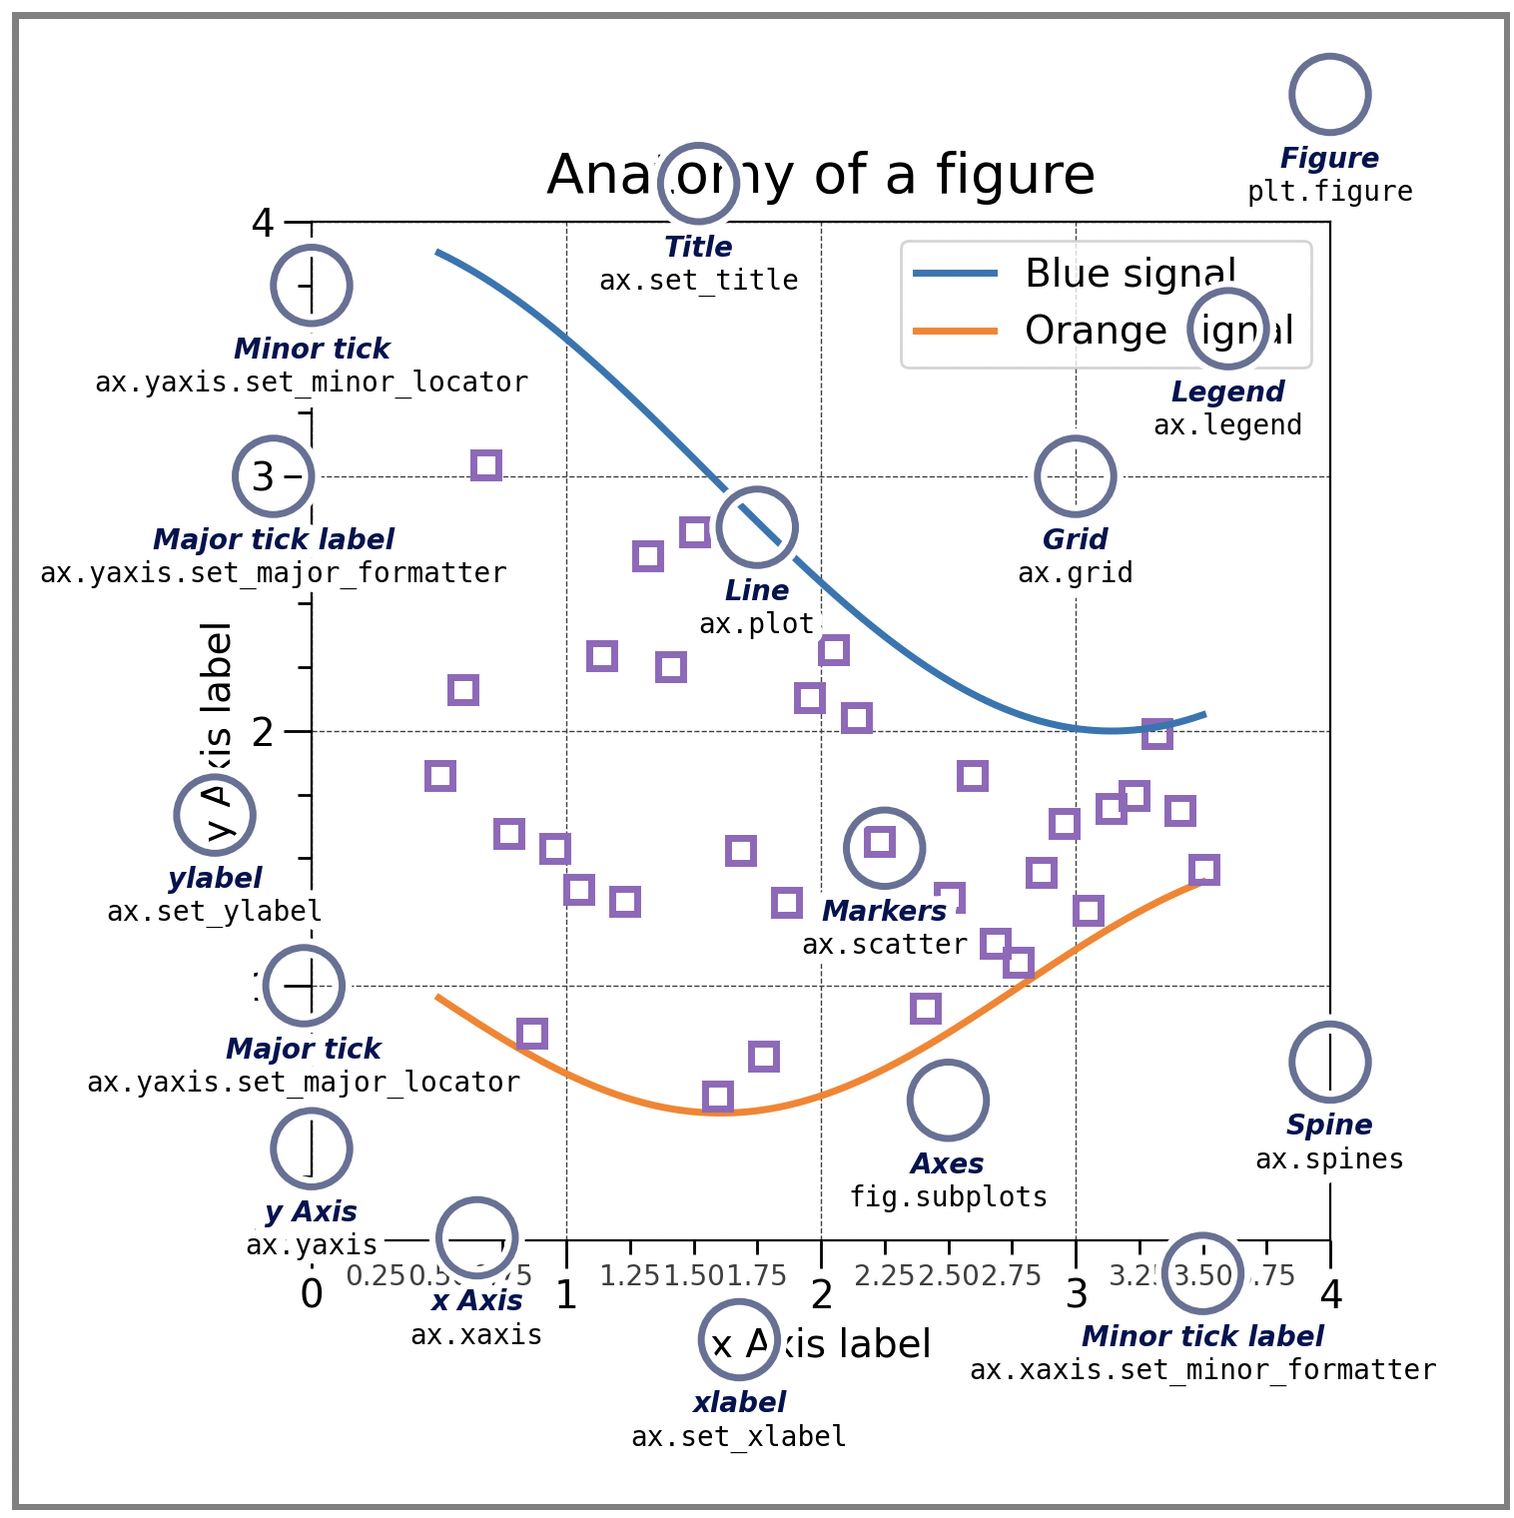 Figure
plt.figure
Anatomy of a figure
Title
ax.set_title
4
Blue signal
Orange signal
Legend
ax.legend
Minor tick
ax.yaxis.set_minor_locator
3
Major tick label
ax.yaxis.set_major_formatter
Grid
ax.grid
Line
ax.plot
y Axis label
2
ylabel
ax.set_ylabel
Markers
ax.scatter
Major tick
ax.yaxis.set_major_locator
Spine
ax.spines
Axes
fig.subplots
y Axis
ax.yaxis
0.25 1.25 1.50 1.75 2.25 2.50 2.75 3.50
0 1 2 3 4
x Axis
ax.xaxis
x Axis label
Minor tick label
ax.xaxis.set_minor_formatter
xlabel
ax.set_xlabel